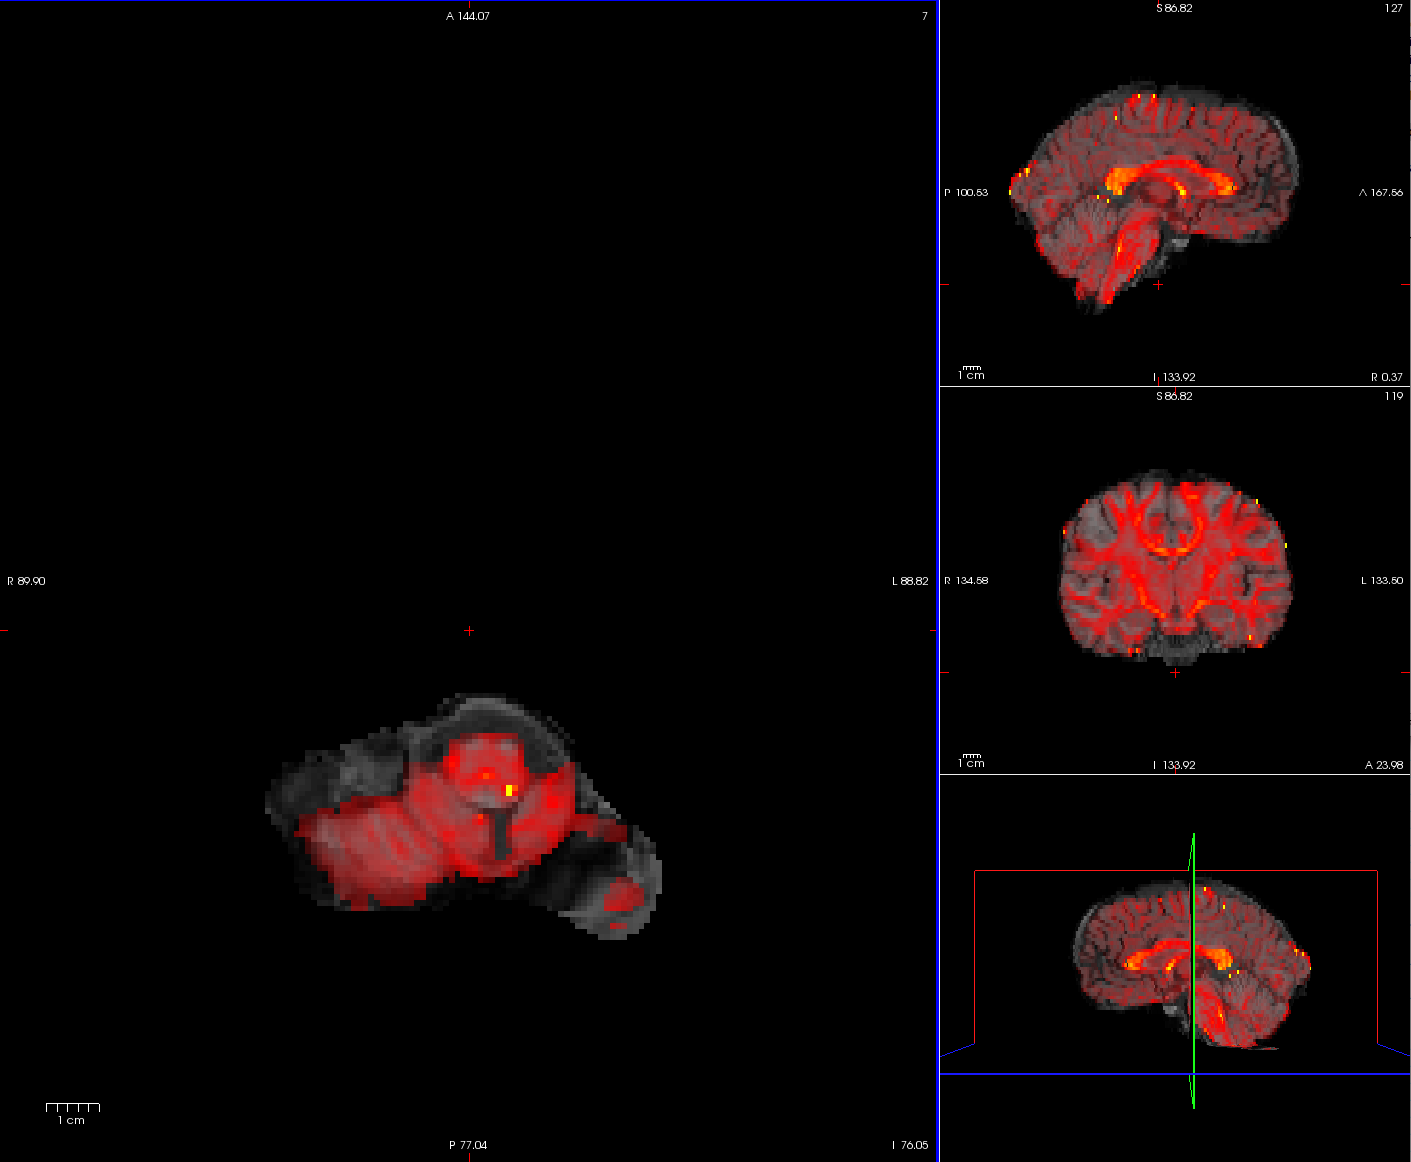 A 144.07
7
R 89.90
L 88.82
1 cm
P 77.04
I 76.05
S 86.82
127
P 100.53
A 167.56
1 cm
I 133.92
R 0.37
S 86.82
119
R 134.58
L 133.50
1 cm
I 133.92
A 23.98